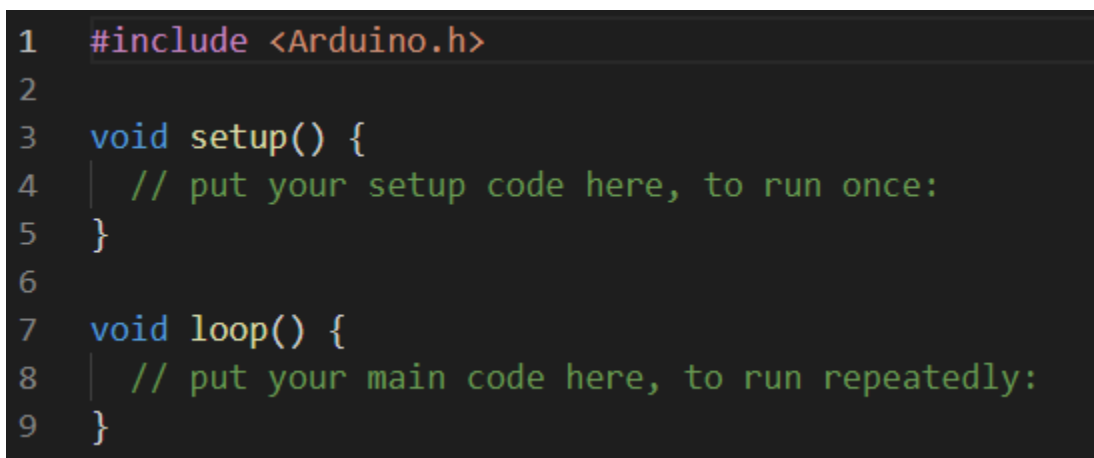 1 #include <Arduino.h>
2
3 void setup() {
4 // put your setup code here, to run once:
5 }
6
7 void loop() {
8 // put your main code here, to run repeatedly:
9 }